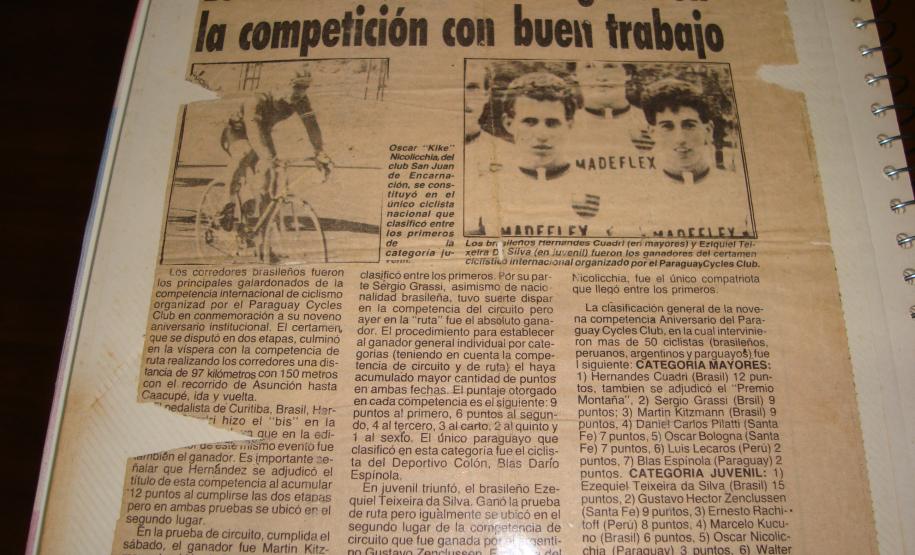 la competición con buen trabajo
Oscar "Kike"
Nicolicchia, del
club San Juan
de Encarna-
ción, se cons-
tituyó en el
único ciclista
nacional que
clasificó entre
los primeros
de la
categoría ju-
MADEFLEX
MADEFLEX
MADEFLEX
Los brasileños Hernandes Cuadri (en mayores) y Eziquiel Tei-
xeira Da Silva (en juvenil) fueron los ganadores del certamen
ciclístico internacional organizado por el ParaguayCycles Club.
Los corredores brasileños fueron
los principales galardonados de la
competencia internacional de ciclismo
organizado por el Paraguay Cycles
Club en conmemoración a su noveno
aniversario institucional. El certamen,
que se disputó en dos etapas, culminó
en la víspera con la competencia de
ruta realizando los corredores una dis-
tancia de 97 kilómetros con 150 metros
con el recorrido de Asunción hasta
Caacupé, ida y vuelta.
pedalista de Curitiba, Brasil, Har-
hizo el "bis" en la
que en la edi-
de este mismo evento fue
también el ganador. Es importante se-
ñalar que Hernández se adjudicó el
título de esta competencia al acumular
12 puntos al cumplirse las dos etapas
pero en ambas pruebas se ubicó en el
segundo lugar.
En la prueba de circuito, cumplida el
sábado, el ganador fue Martin Kitz-
clasificó entre los primeros. Por su par-
te Sergio Grassi, asimismo de nacio-
nalidad brasileña, tuvo suerte dispar
en la competencia del circuito pero
ayer en la "ruta" fue el absoluto gana-
dor. El procedimiento para establecer
al ganador general individual por cate-
gorías (teniendo en cuenta la compe-
tencia de circuito y de ruta) el haya
acumulado mayor cantidad de puntos
en ambas fechas. El puntaje otorgado
en cada competencia es el siguiente: 9
puntos al primero, 6 puntos al segun-
do, 4 al tercero, 3 al carto, 2 al quinto y
1 al sexto. El único paraguayo que
clasificó en esta categoría fue el ciclis-
ta del Deportivo Colón, Blas Darío
Espínola.
En juvenil triunfó, el brasileño Eze-
quiel Teixeira da Silva. Ganó la prueba
de ruta pero igualmente se ubicó en el
segundo lugar de la competencia de
circuito que fue ganada por el argenti-
no Gustavo Zenclussen. del
Nicolicchia, fue el único compatriota
que llegó entre los primeros.
La clasificación general de la nove-
na competencia Aniversario del Para-
guay Cycles Club, en la cual intervinie-
ron mas de 50 ciclistas (brasileños,
peruanos, argentinos y parguayos) fue
l siguiente: CATEGORIA MAYORES:
1) Hernandes Cuadri (Brasil) 12 pun-
tos, tambien se adjudicó el "Premio
Montaña", 2) Sergio Grassi (Brsil) 9
puntos; 3) Martin Kitzmann (Brasil) 9
puntos, 4) Daniel Carlos Pilatti (Santa
Fe) 7 puntos, 5) Oscar Bologna (Santa
Fe) 7 puntos, 6) Luis Lecaros (Perú) 2
puntos, 7) Blas Espínola (Paraguay) 2
puntos. CATEGORIA JUVENIL: 1)
Ezequiel Teixeira da Silva (Brasil) 15
puntos, 2) Gustavo Hector Zenclussen
(Santa Fe) 9 puntos, 3) Ernesto Rachi-
toff (Perú) 8 puntos, 4) Marcelo Kucu-
no (Brasil) 6 puntos, 5) Oscar Nicolic-
chia (Paraguay) 3 puntos, 6) Walter